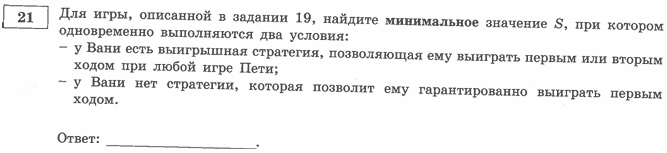 21
Для игры, описанной в задании 19, найдите минимальное значение S, при котором
одновременно выполняются два условия:
– у Вани есть выигрышная стратегия, позволяющая ему выиграть первым или вторым
ходом при любой игре Пети;
– у Вани нет стратегии, которая позволит ему гарантированно выиграть первым
ходом.
Ответ: ____________________.